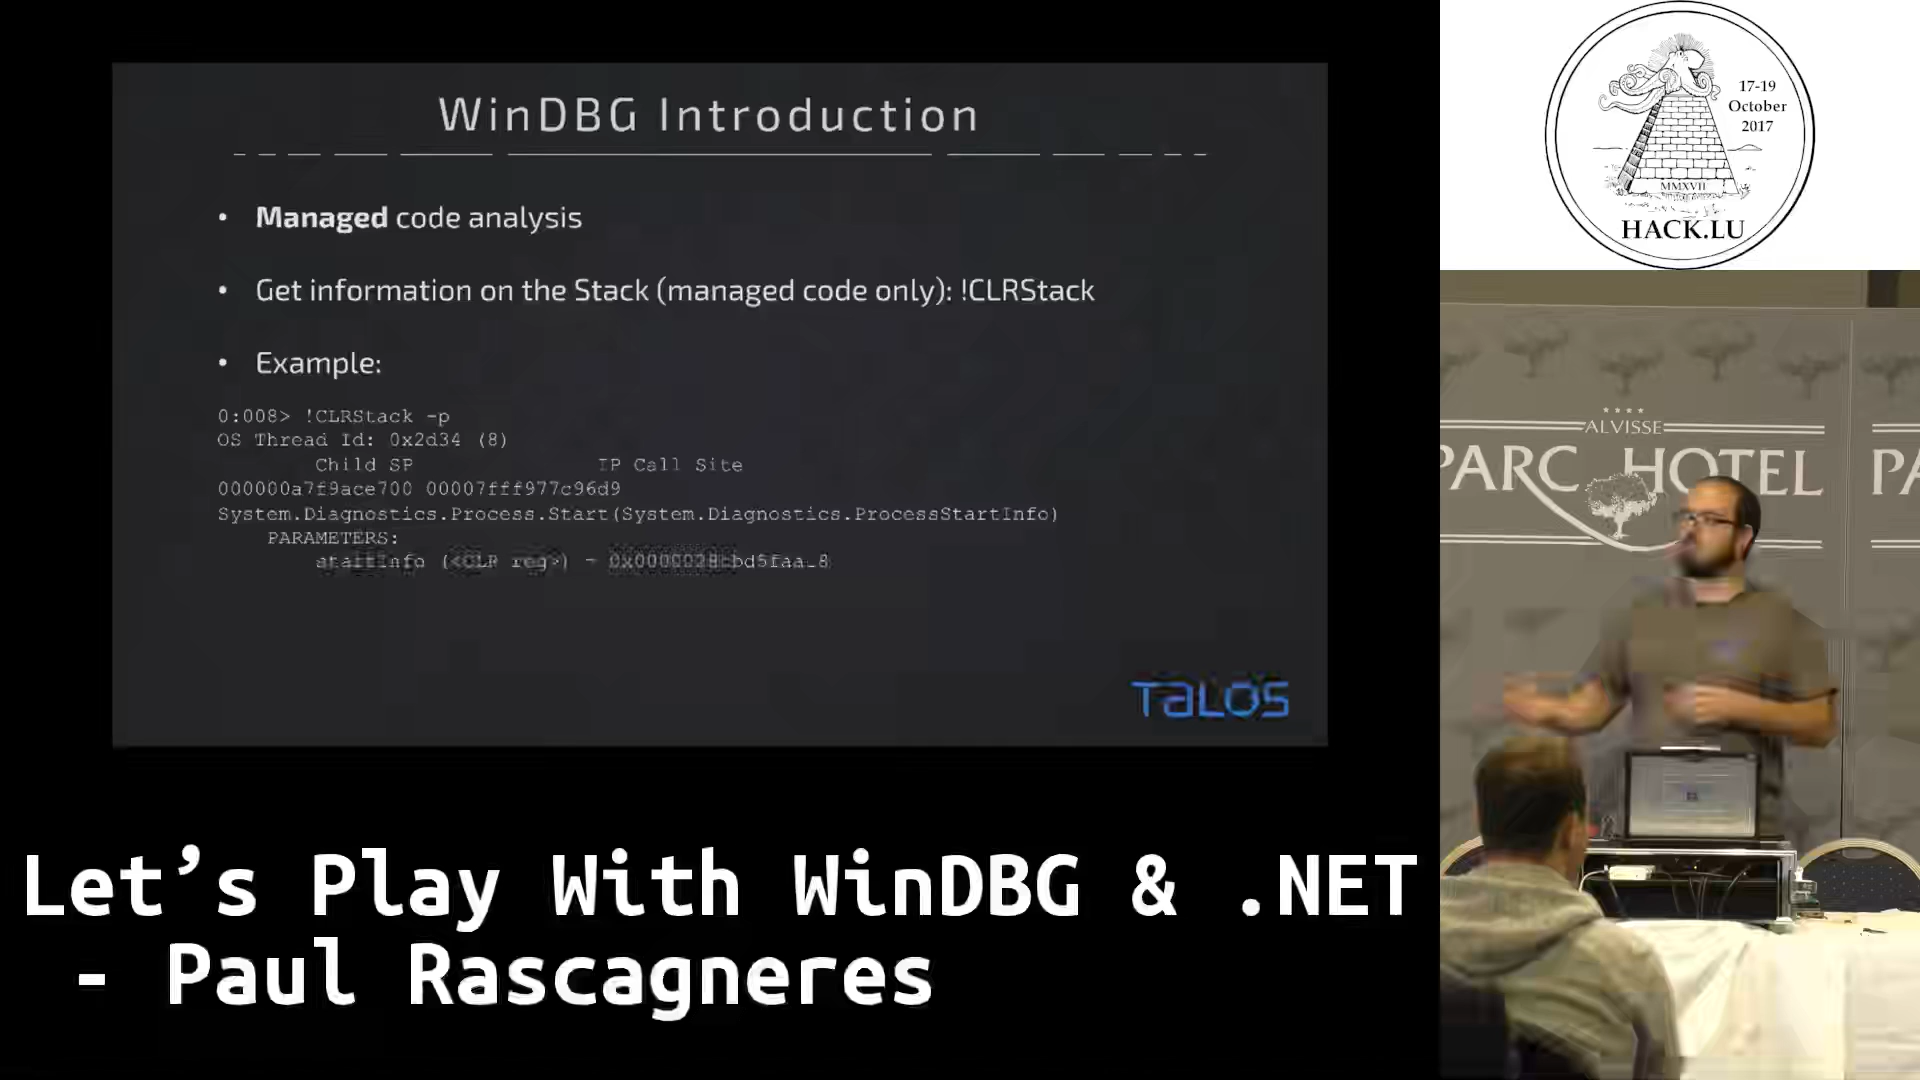 WinDBG Introduction
• Managed code analysis
• Get information on the Stack (managed code only): !CLRStack
• Example:
0:008> !CLRStack -p
OS Thread Id: 0x2d34 (8)
Child SP IP Call Site
000000a7f9ace700 00007fff977c96d9
System.Diagnostics.Process.Start(System.Diagnostics.ProcessStartInfo)
PARAMETERS:
startInfo (<CLR reg>) =
TALOS
Let's Play With WinDBG & .NET
- Paul Rascagneres
17-19
October
2017
MMXVII
HACK.LU
ALVISSE
PARC HOTEL PA